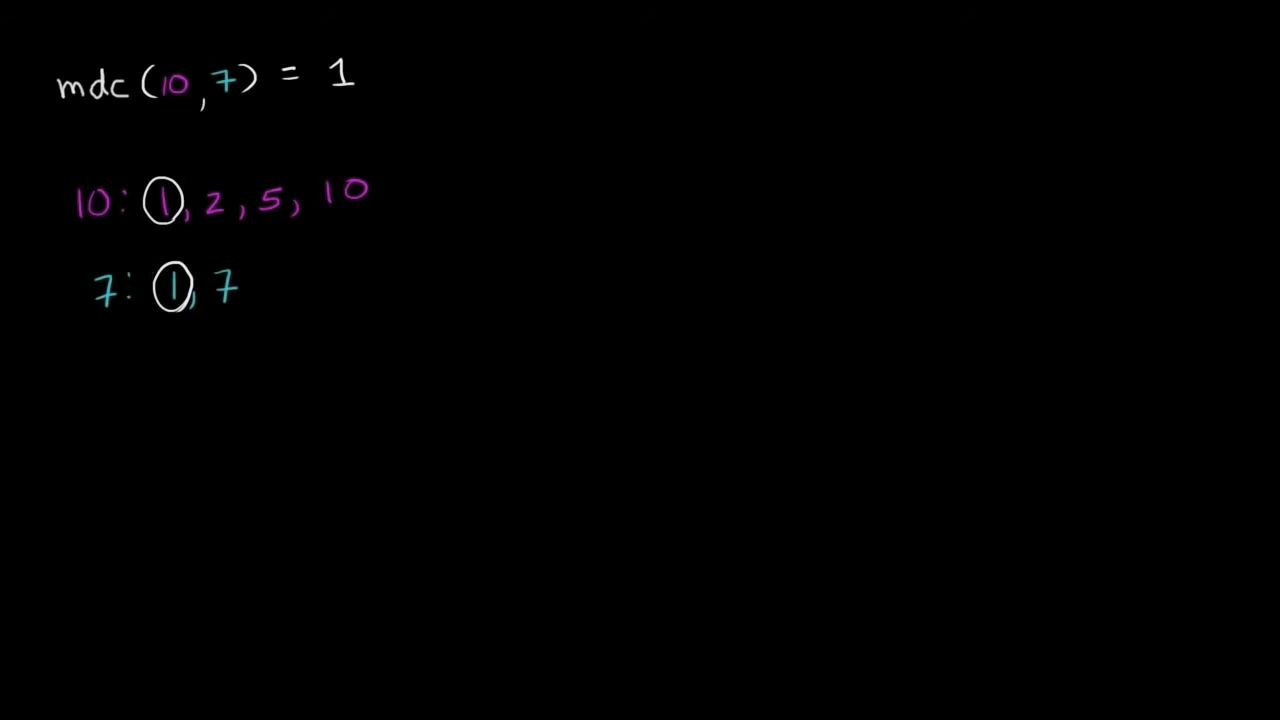 mdc (10, 7) = 1
10: 1, 2, 5, 10
7: 1, 7